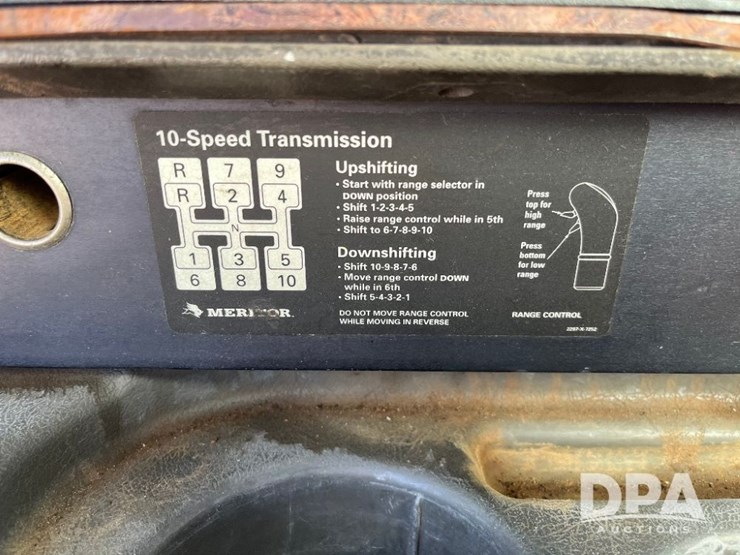 10-Speed Transmission
R 7 9
R 2 4
N
1 3 5
6 8 10
MERITOR
Upshifting
• Start with range selector in
DOWN position
• Shift 1-2-3-4-5
• Raise range control while in 5th
• Shift to 6-7-8-9-10
Downshifting
• Shift 10-9-8-7-6
• Move range control DOWN
while in 6th
• Shift 5-4-3-2-1
DO NOT MOVE RANGE CONTROL
WHILE MOVING IN REVERSE
Press
top for
high
range
Press
bottom
for low
range
RANGE CONTROL
2297-X-7252
DPA
AUCTIONS